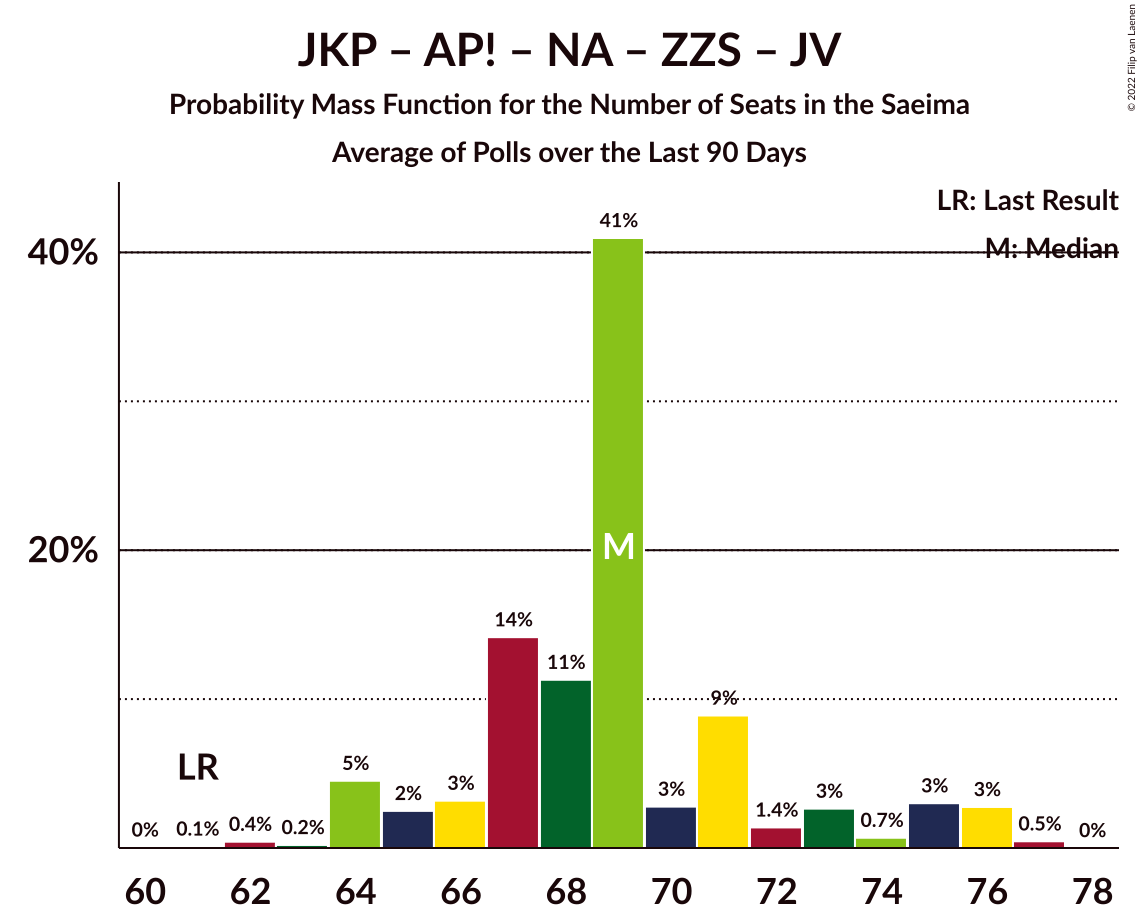 JKP – AP! – NA – ZZS – JV
Probability Mass Function for the Number of Seats in the Saeima
Average of Polls over the Last 90 Days
© 2022 Filip van Laenen
LR: Last Result
M: Median
40%
20%
41%
M
14%
11%
9%
LR
5%
2%
3%
3%
1.4%
3%
0.7%
3%
3%
0.5%
0%
0%
0.1%
0.4%
0.2%
60 62 64 66 68 70 72 74 76 78